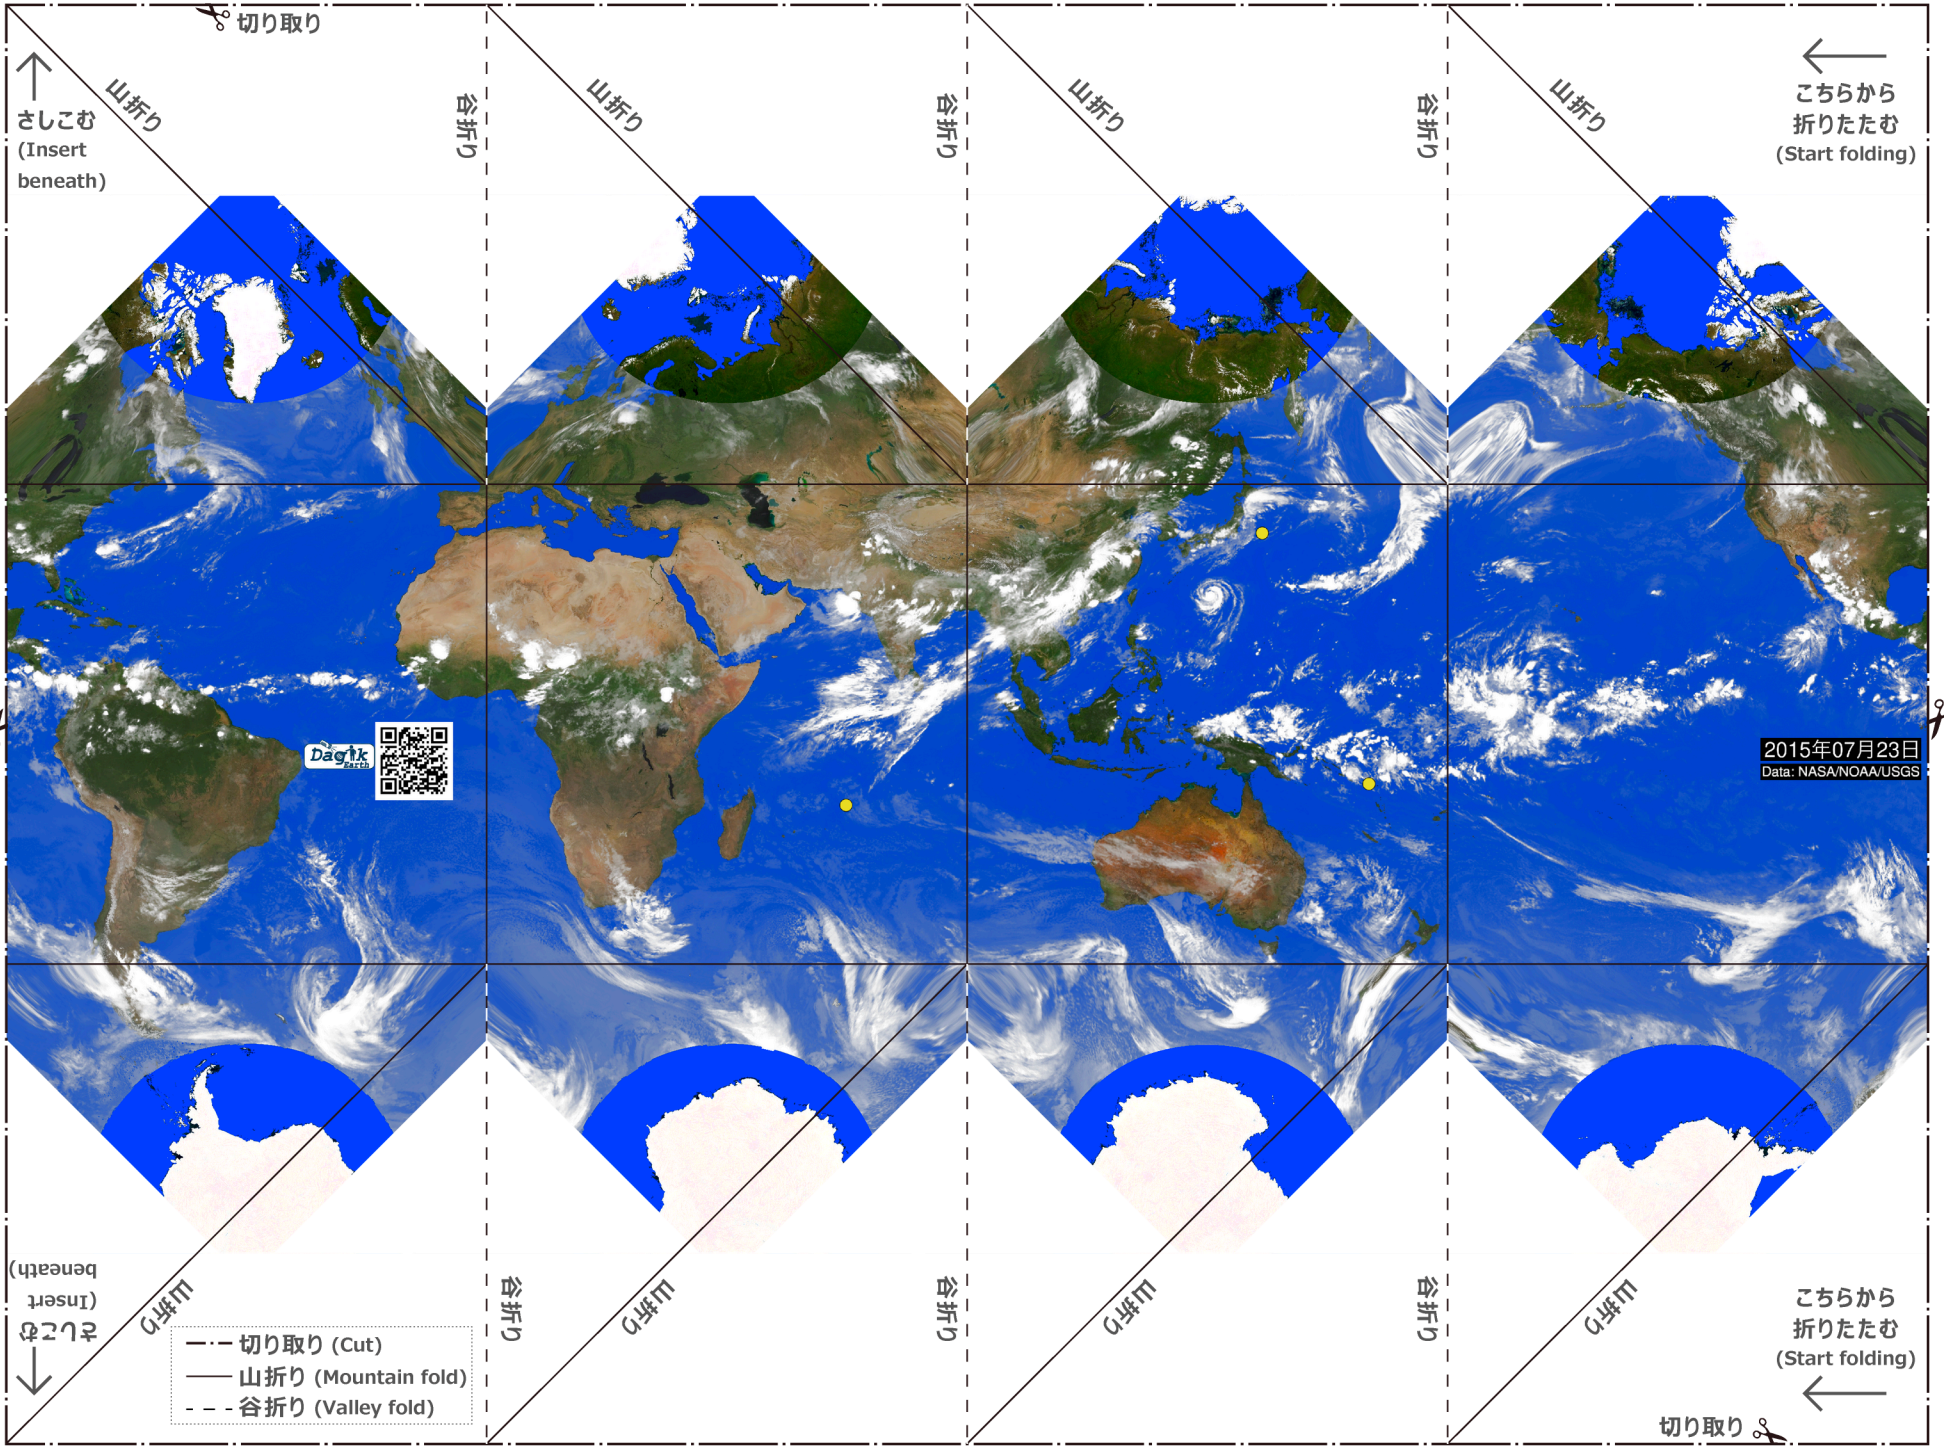 切り取り
山折り
谷折り
山折り
谷折り
山折り
谷折り
山折り
さしこむ
(Insert
beneath)
こちらから
折りたたむ
(Start folding)
Dagik
Earth
2015年07月23日
Data: NASA/NOAA/USGS
さしこむ
(Insert
beneath)
山折り
谷折り
山折り
谷折り
山折り
谷折り
山折り
切り取り (Cut)
山折り (Mountain fold)
谷折り (Valley fold)
こちらから
折りたたむ
(Start folding)
切り取り